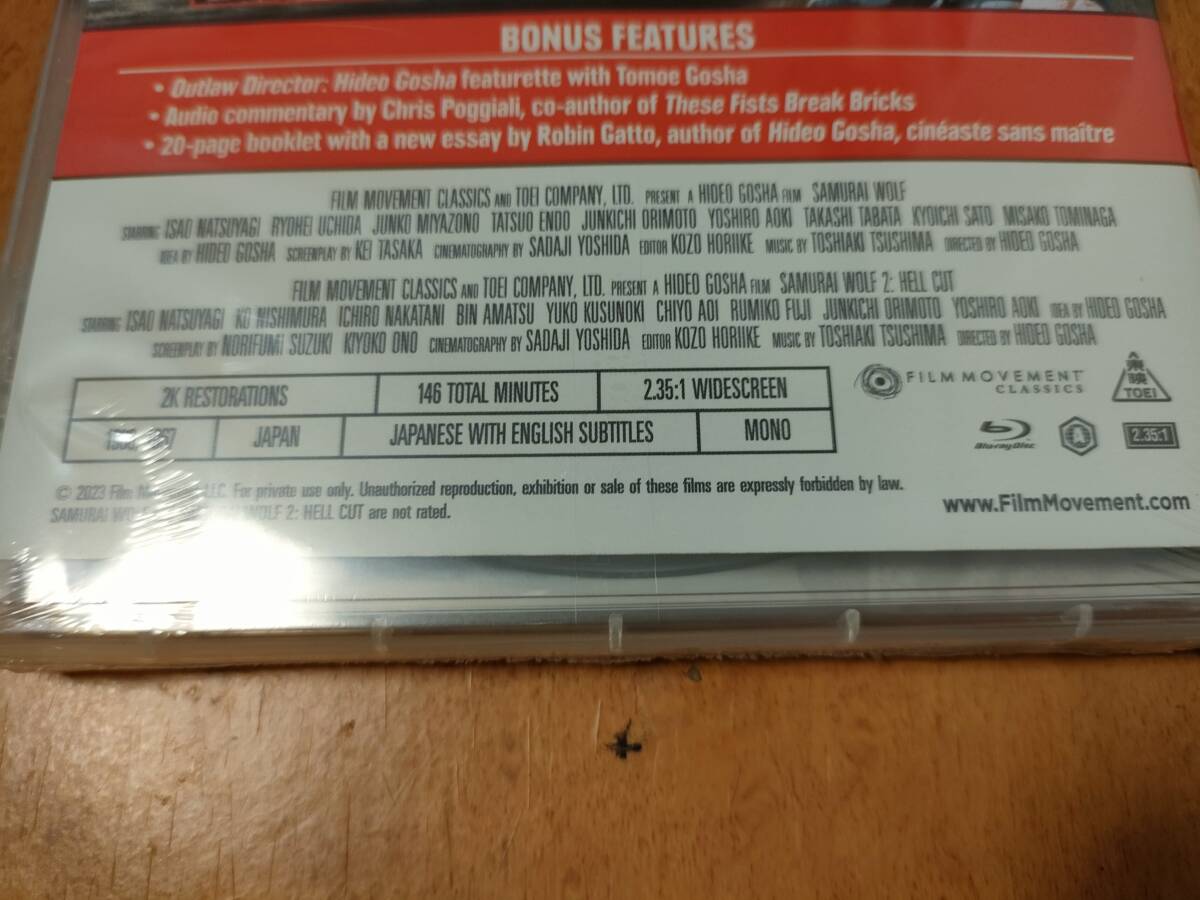 BONUS FEATURES
• Outlaw Director: Hideo Gosha featurette with Tomoe Gosha
• Audio commentary by Chris Poggiali, co-author of These Fists Break Bricks
• 20-page booklet with a new essay by Robin Gatto, author of Hideo Gosha, cinéaste sans maître
FILM MOVEMENT CLASSICS AND TOEI COMPANY, LTD. PRESENT A HIDEO GOSHA FILM SAMURAI WOLF
STARRING ISAO NATSUYAGI RYOHEI UCHIDA JUNKO MIYAZONO TATSUO ENDO JUNKICHI ORIMOTO YOSHIRO AOKI TAKASHI TABATA KYOICHI SATO MISAKO TOMINAGA
IDEA BY HIDEO GOSHA SCREENPLAY BY KEI TASAKA CINEMATOGRAPHY BY SADAJI YOSHIDA EDITOR KOZO HORIIKE MUSIC BY TOSHIAKI TSUSHIMA DIRECTED BY HIDEO GOSHA
FILM MOVEMENT CLASSICS AND TOEI COMPANY, LTD. PRESENT A HIDEO GOSHA FILM SAMURAI WOLF 2: HELL CUT
STARRING ISAO NATSUYAGI KO NISHIMURA ICHIRO NAKATANI BIN AMATSU YUKO KUSUNOKI CHIYO AOI RUMIKO FUJI JUNKICHI ORIMOTO YOSHIRO AOKI IDEA BY HIDEO GOSHA
SCREENPLAY BY NORIFUMI SUZUKI KIYOKO ONO CINEMATOGRAPHY BY SADAJI YOSHIDA EDITOR KOZO HORIIKE MUSIC BY TOSHIAKI TSUSHIMA DIRECTED BY HIDEO GOSHA
2K RESTORATIONS 146 TOTAL MINUTES 2.35:1 WIDESCREEN
JAPAN JAPANESE WITH ENGLISH SUBTITLES MONO
FILM MOVEMENT
CLASSICS
東映
TOEI
Blu-ray Disc A 2.35:1
© 2023 Film LLC. For private use only. Unauthorized reproduction, exhibition or sale of these films are expressly forbidden by law.
SAMURAI WOLF 2: HELL CUT are not rated.
www.FilmMovement.com